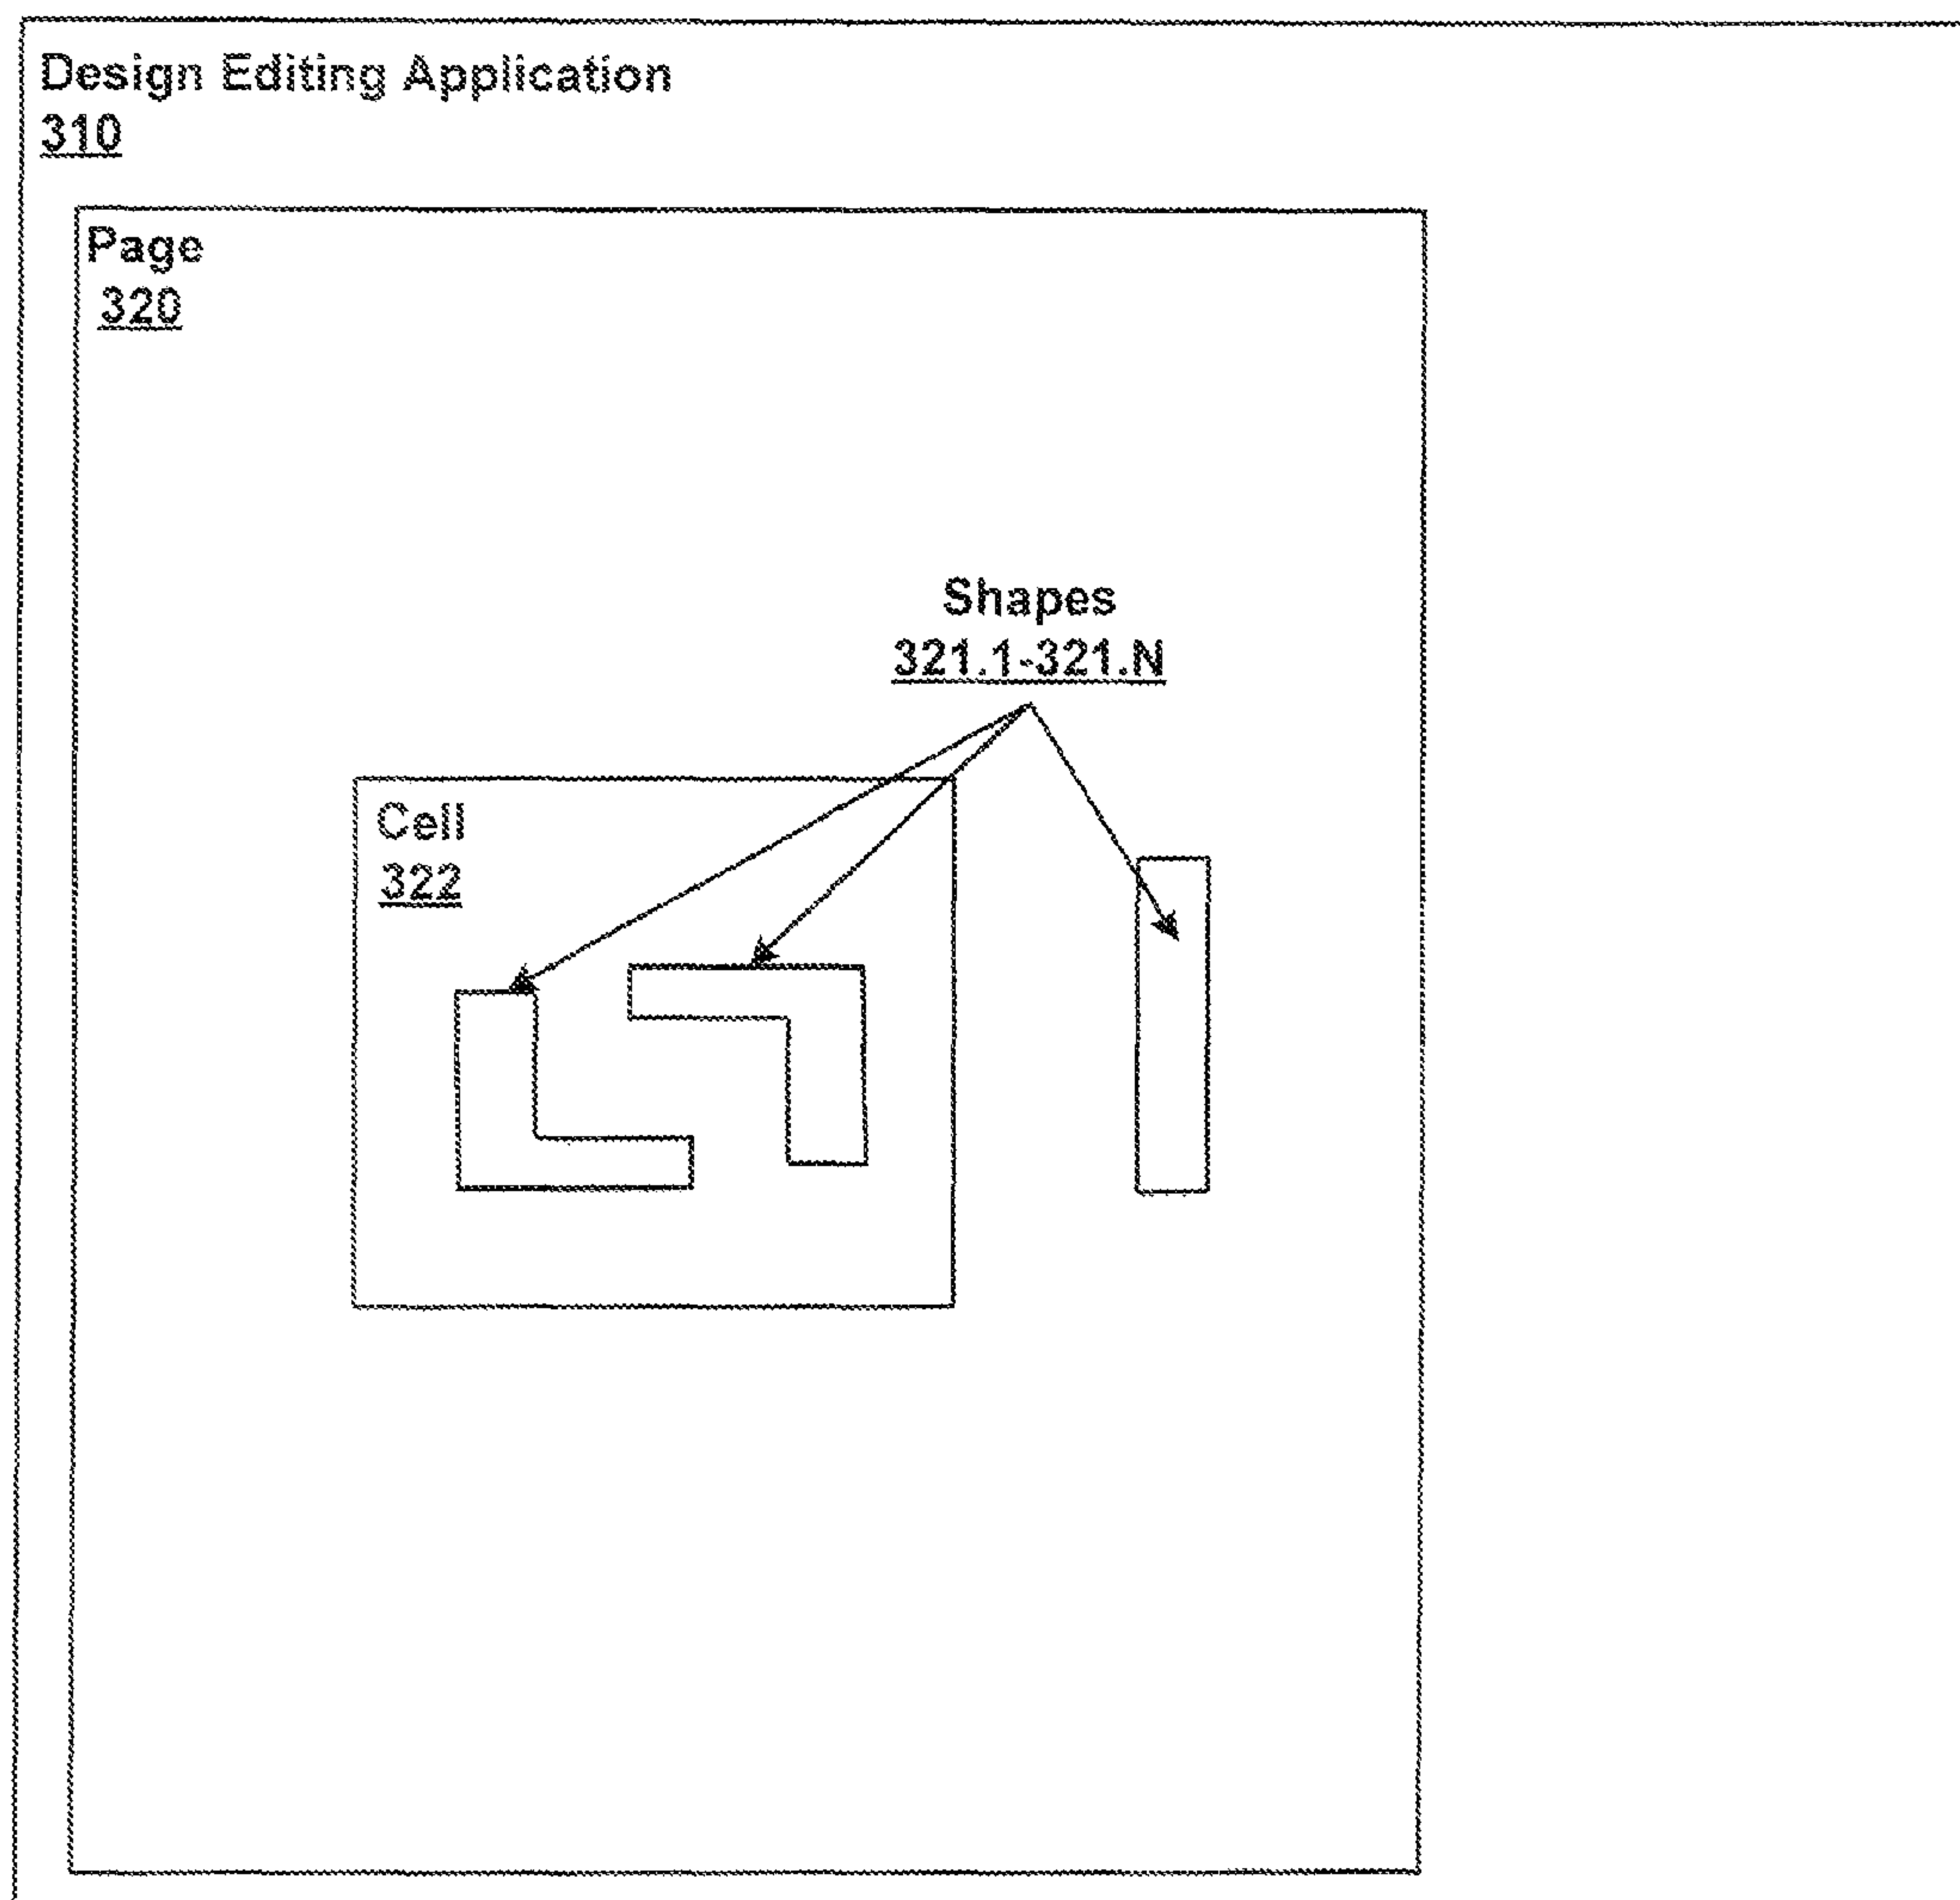 Design Editing Application
310
Page
320
Shapes
321.1-321.N
Cell
322